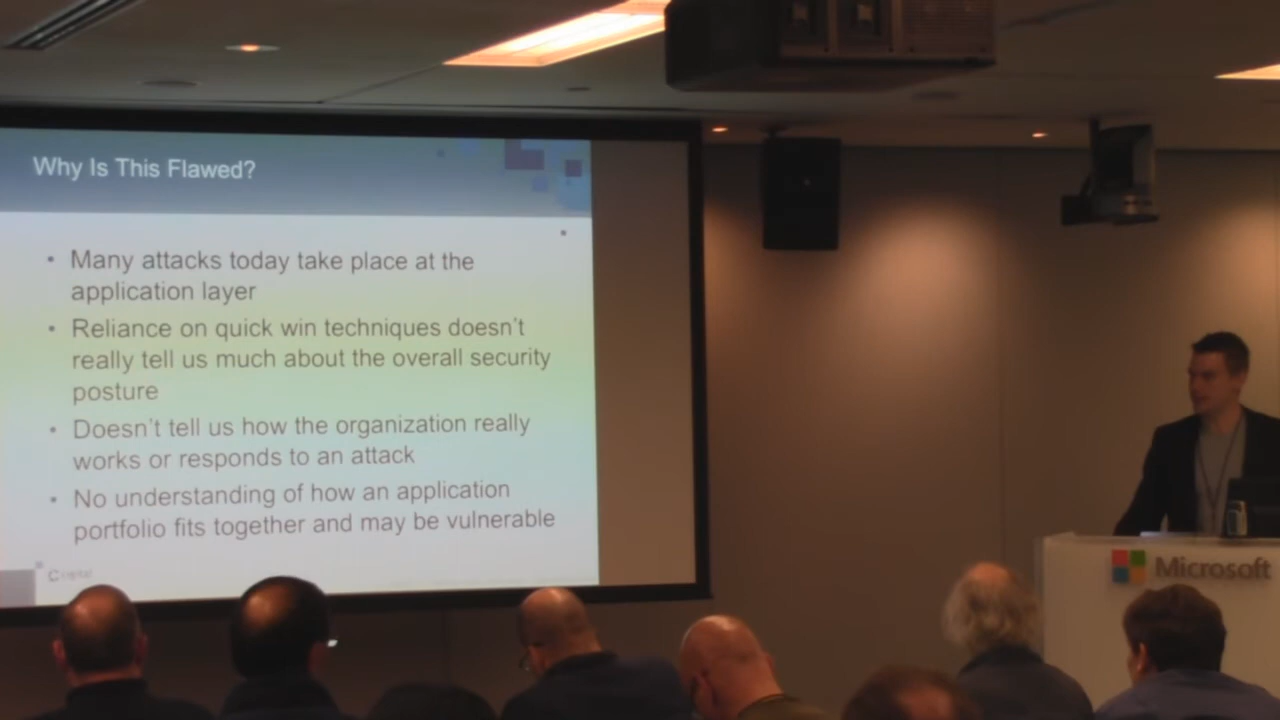 Why Is This Flawed?
• Many attacks today take place at the
application layer
• Reliance on quick win techniques doesn't
really tell us much about the overall security
posture
• Doesn't tell us how the organization really
works or responds to an attack
• No understanding of how an application
portfolio fits together and may be vulnerable
Microsoft